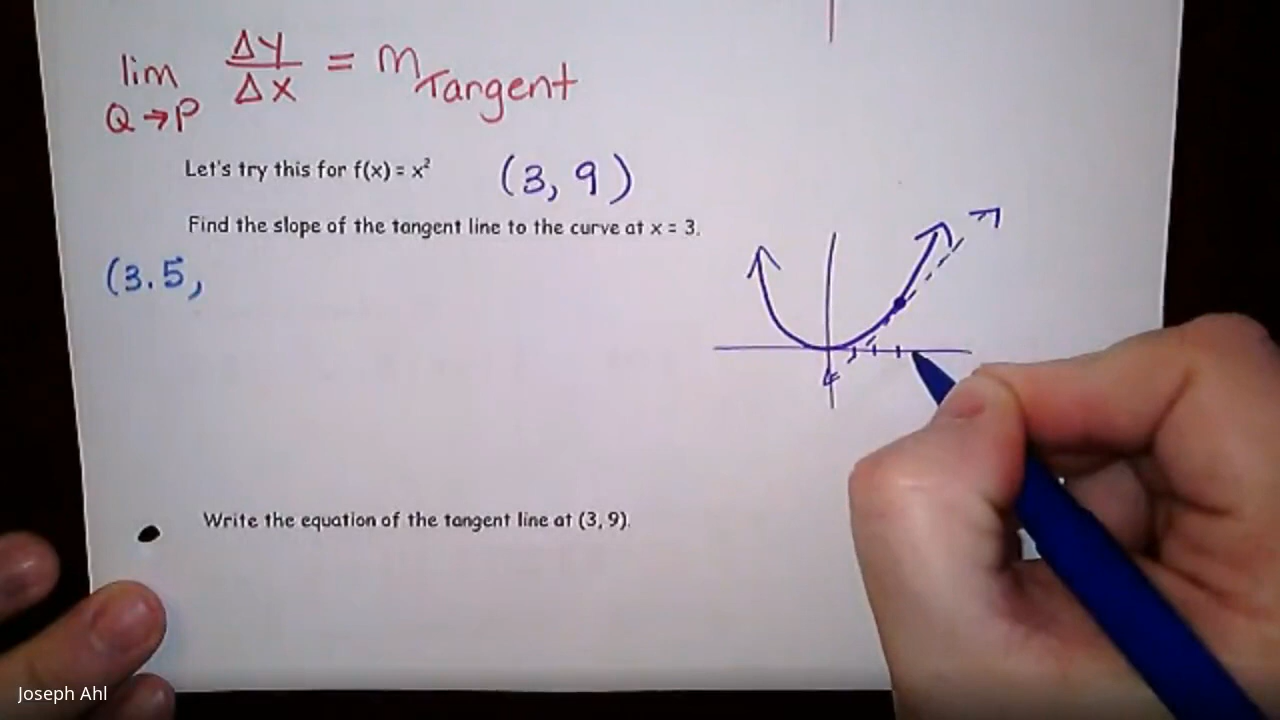 lim ΔY/ΔX = m Tangent
Q→P
Let's try this for f(x) = x² (3, 9)
Find the slope of the tangent line to the curve at x = 3.
(3.5,
Write the equation of the tangent line at (3, 9).
Joseph Ahl